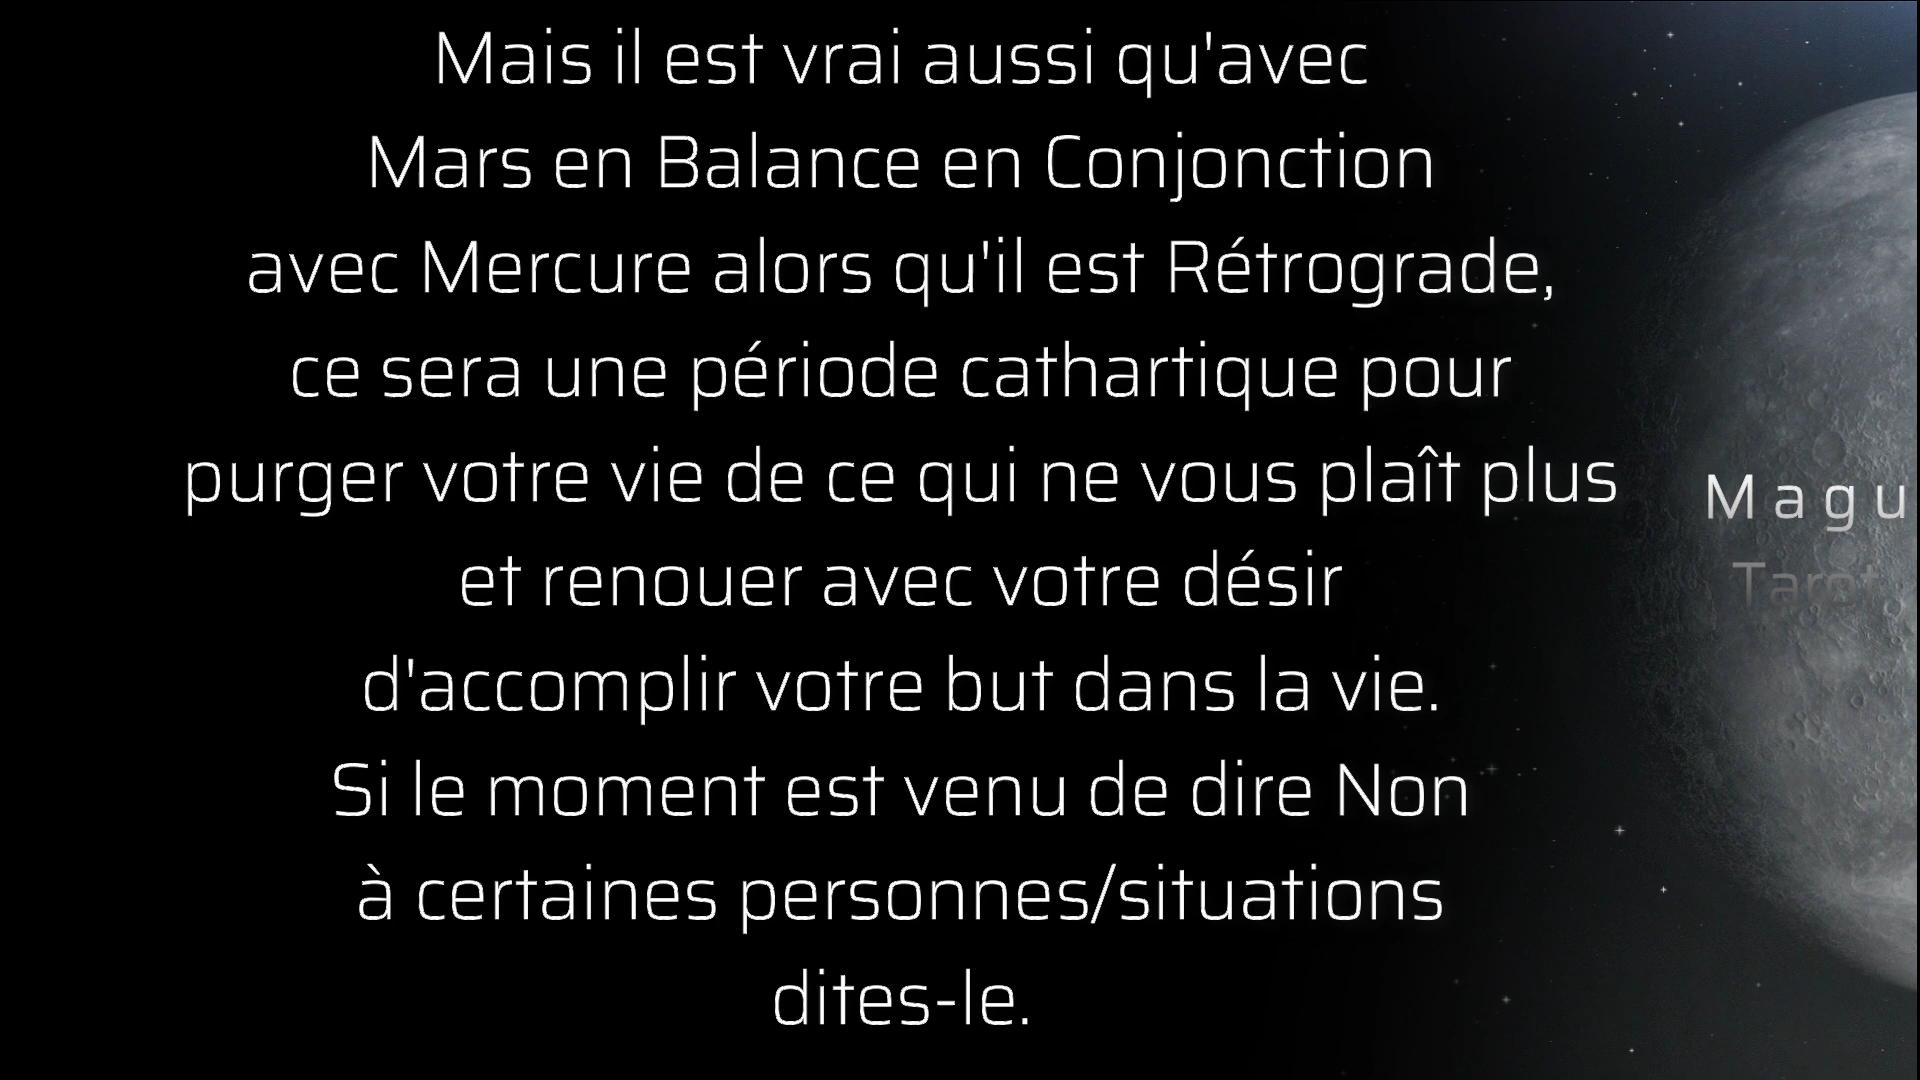 Mais il est vrai aussi qu'avec
Mars en Balance en Conjonction
avec Mercure alors qu'il est Rétrograde,
ce sera une période cathartique pour
purger votre vie de ce qui ne vous plaît plus
et renouer avec votre désir
d'accomplir votre but dans la vie.
Si le moment est venu de dire Non
à certaines personnes/situations
dites-le.
Magu
Tarot